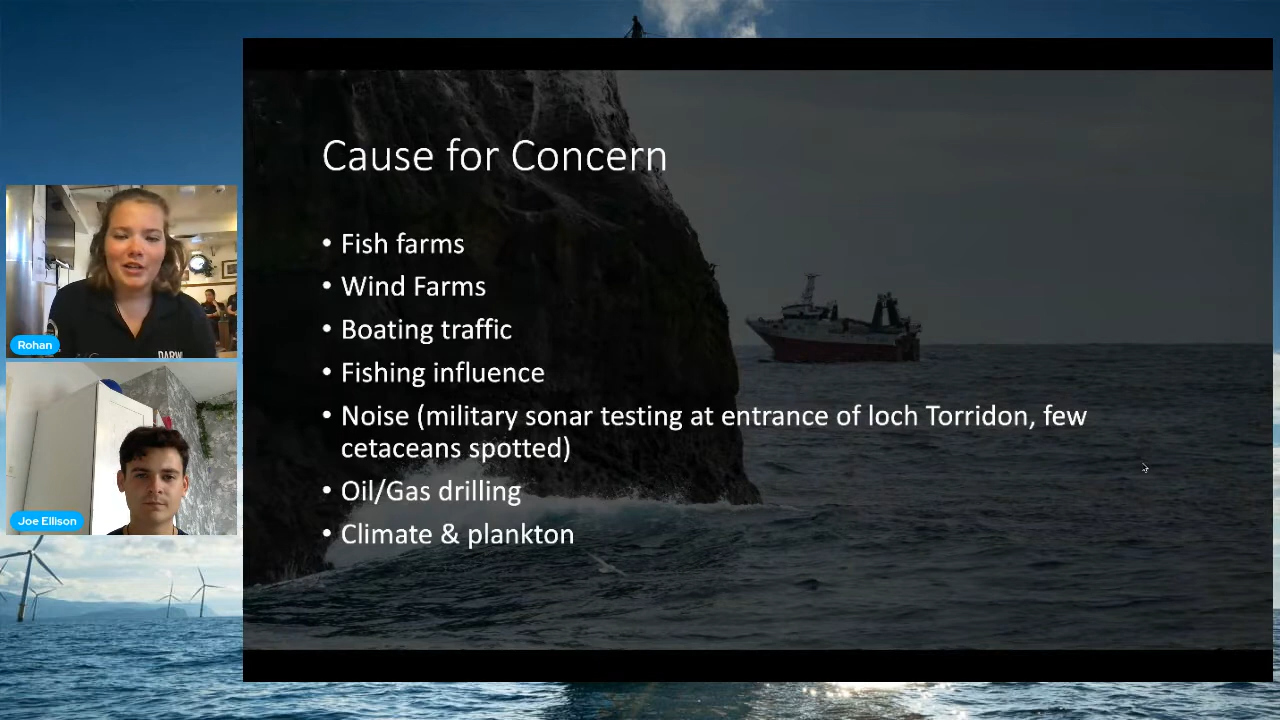 Cause for Concern
• Fish farms
• Wind Farms
• Boating traffic
• Fishing influence
• Noise (military sonar testing at entrance of loch Torridon, few
cetaceans spotted)
• Oil/Gas drilling
• Climate & plankton
Rohan
DARW
Joe Ellison